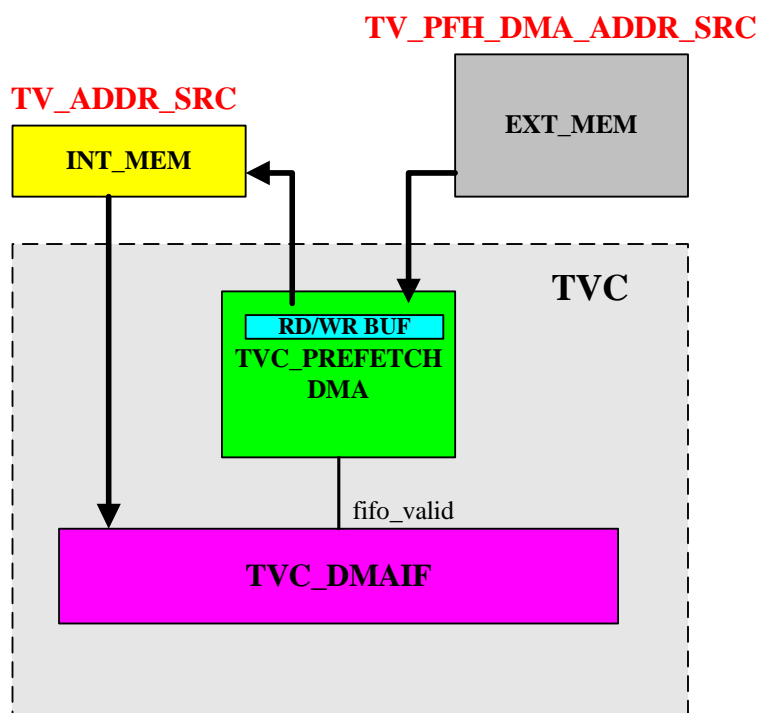 TV_PFH_DMA_ADDR_SRC
TV_ADDR_SRC
EXT_MEM
INT_MEM
TVC
RD/WR BUF
TVC_PREFETCH
DMA
fifo_valid
TVC_DMAIF